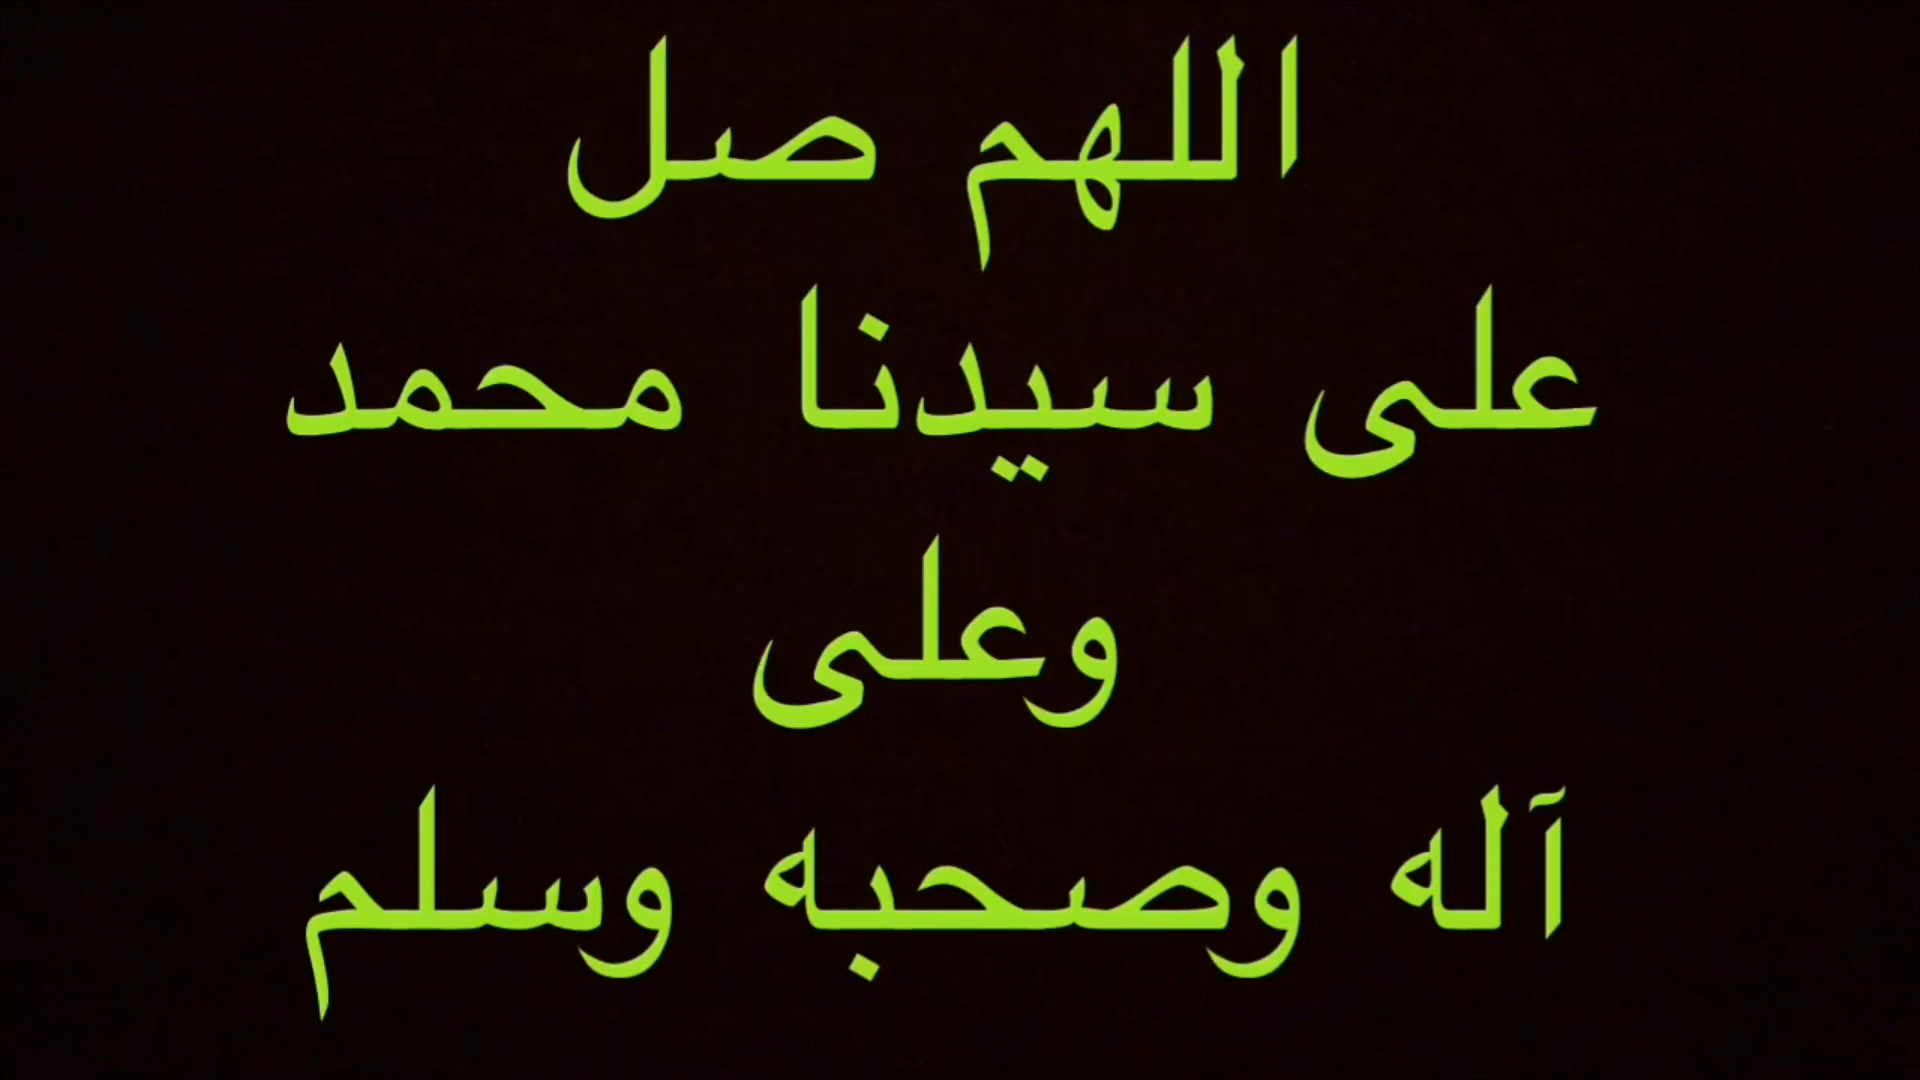 اللهم صل
على سيدنا محمد
وعلى
آله وصحبه وسلم